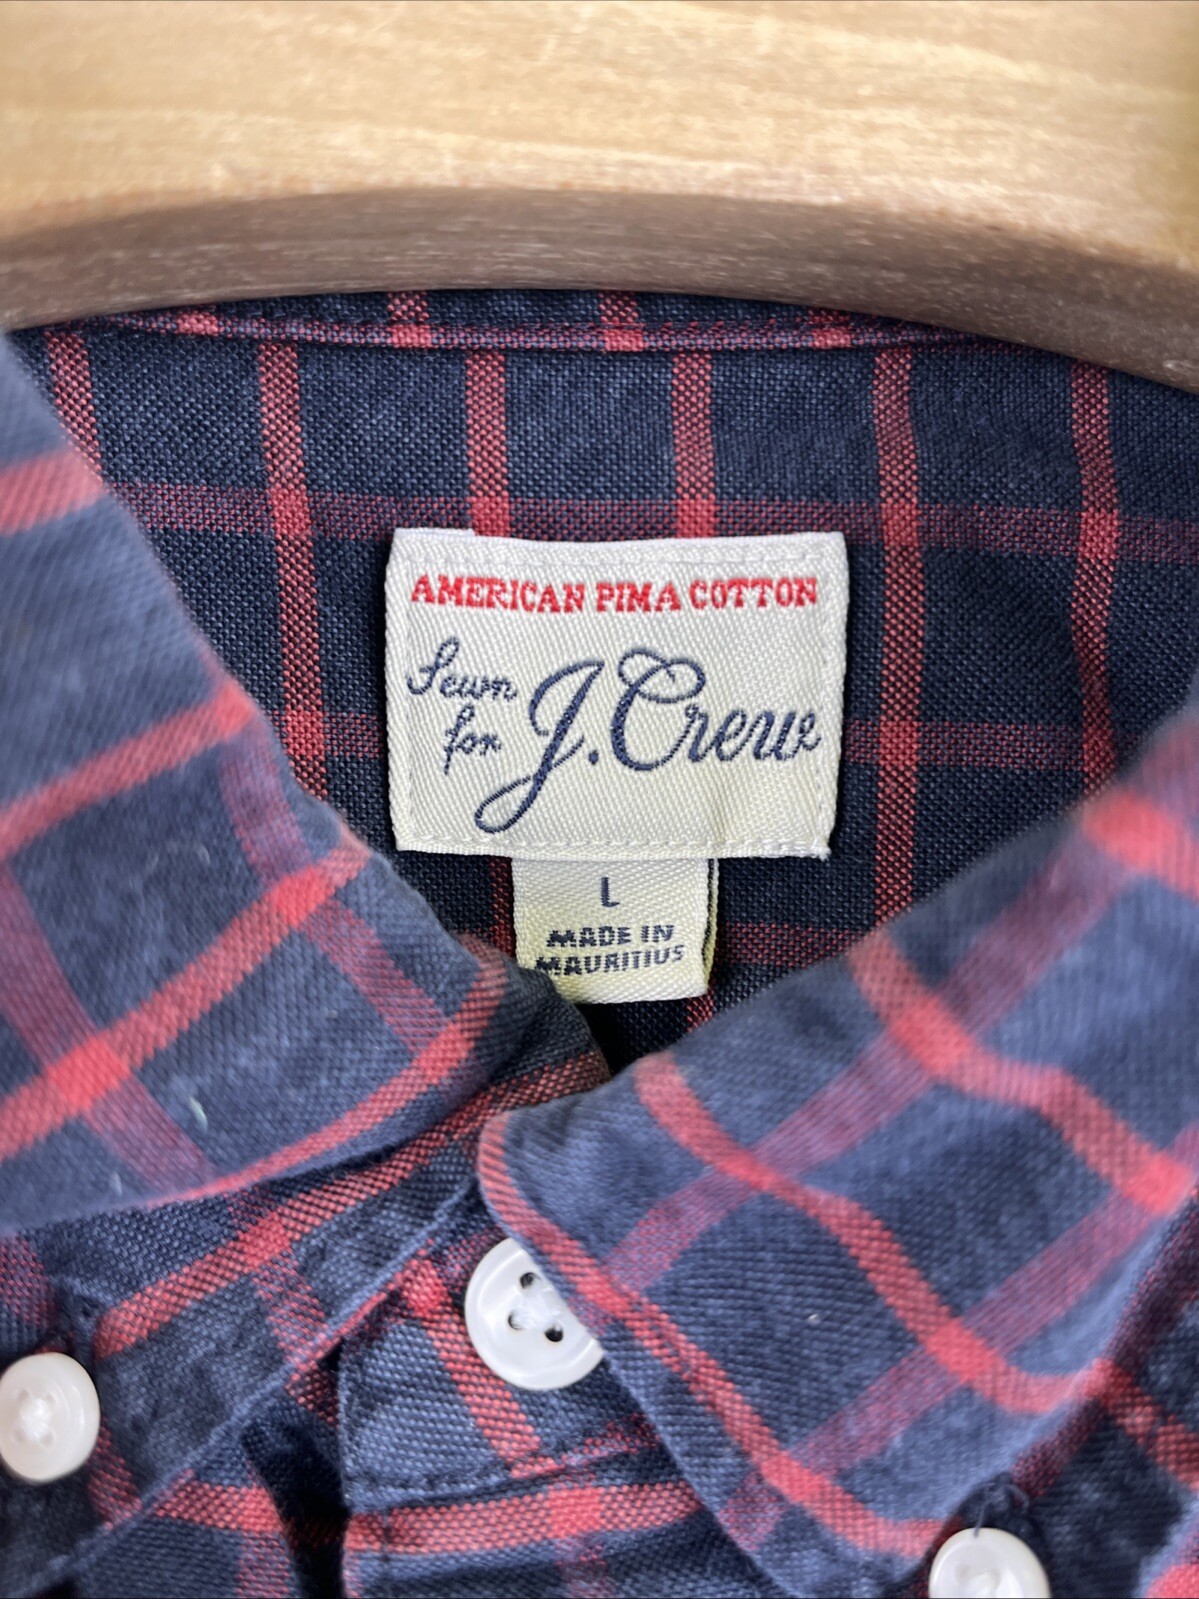 AMERICAN PIMA COTTON
Sewn
for J.Crew
L
MADE IN
MAURITIUS